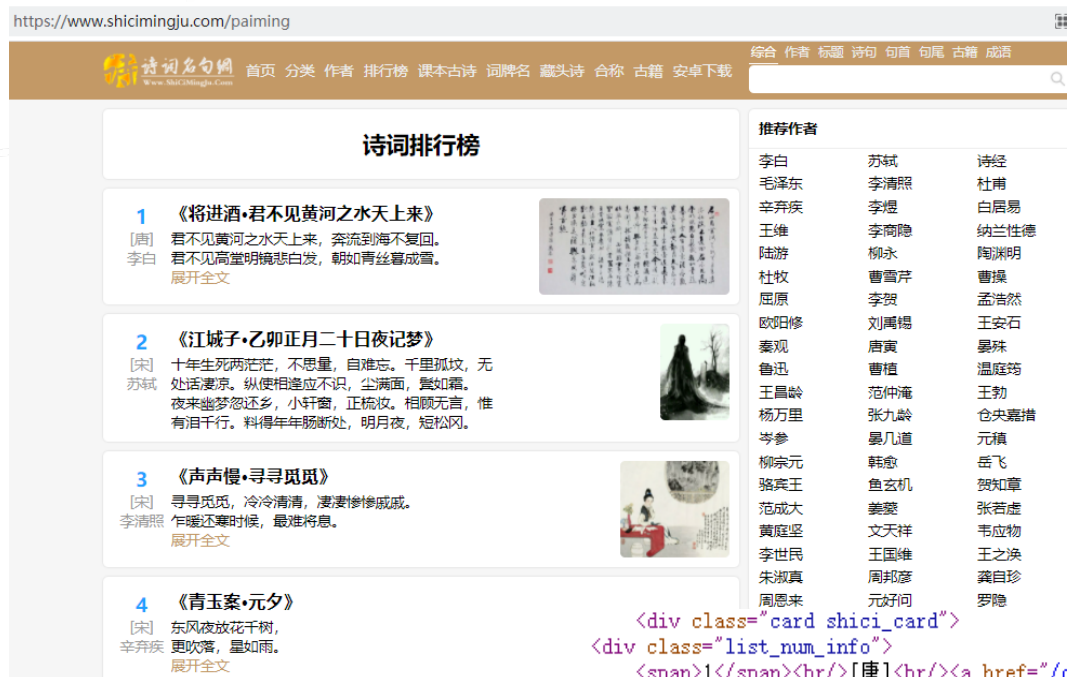 https://www.shicimingju.com/paiming
诗词名句网
Www.ShiCiMingJu.Com
首页 分类 作者 排行榜 课本古诗 词牌名 藏头诗 合称 古籍 安卓下载
综合 作者 标题 诗句 句首 句尾 古籍 成语
诗词排行榜
1
[唐]
李白
《将进酒•君不见黄河之水天上来》
君不见黄河之水天上来，奔流到海不复回。
君不见高堂明镜悲白发，朝如青丝暮成雪。
展开全文
2
[宋]
苏轼
《江城子•乙卯正月二十日夜记梦》
十年生死两茫茫，不思量，自难忘。千里孤坟，无
处话凄凉。纵使相逢应不识，尘满面，鬓如霜。
夜来幽梦忽还乡，小轩窗，正梳妆。相顾无言，惟
有泪千行。料得年年肠断处，明月夜，短松冈。
3
[宋]
李清照
《声声慢•寻寻觅觅》
寻寻觅觅，冷冷清清，凄凄惨惨戚戚。
乍暖还寒时候，最难将息。
展开全文
4
[宋]
辛弃疾
《青玉案•元夕》
东风夜放花千树，
更吹落，星如雨。
展开全文
推荐作者
李白 苏轼 诗经
毛泽东 李清照 杜甫
辛弃疾 李煜 白居易
王维 李商隐 纳兰性德
陆游 柳永 陶渊明
杜牧 曹雪芹 曹操
屈原 李贺 孟浩然
欧阳修 刘禹锡 王安石
秦观 唐寅 晏殊
鲁迅 曹植 温庭筠
王昌龄 范仲淹 王勃
杨万里 张九龄 仓央嘉措
岑参 晏几道 元稹
柳宗元 韩愈 岳飞
骆宾王 鱼玄机 贺知章
范成大 姜夔 张若虚
黄庭坚 文天祥 韦应物
李世民 王国维 王之涣
朱淑真 周邦彦 龚自珍
周恩来 元好问 罗隐
<div class="card shici_card">
<div class="list_num_info">
<span>1</span><hr/>[唐]<hr/><a href="/